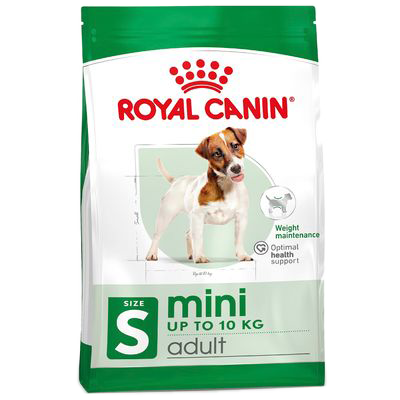 ROYAL CANIN®
Weight
maintenance
Optimal
health
support
SIZE
S
mini
UP TO 10 KG
adult